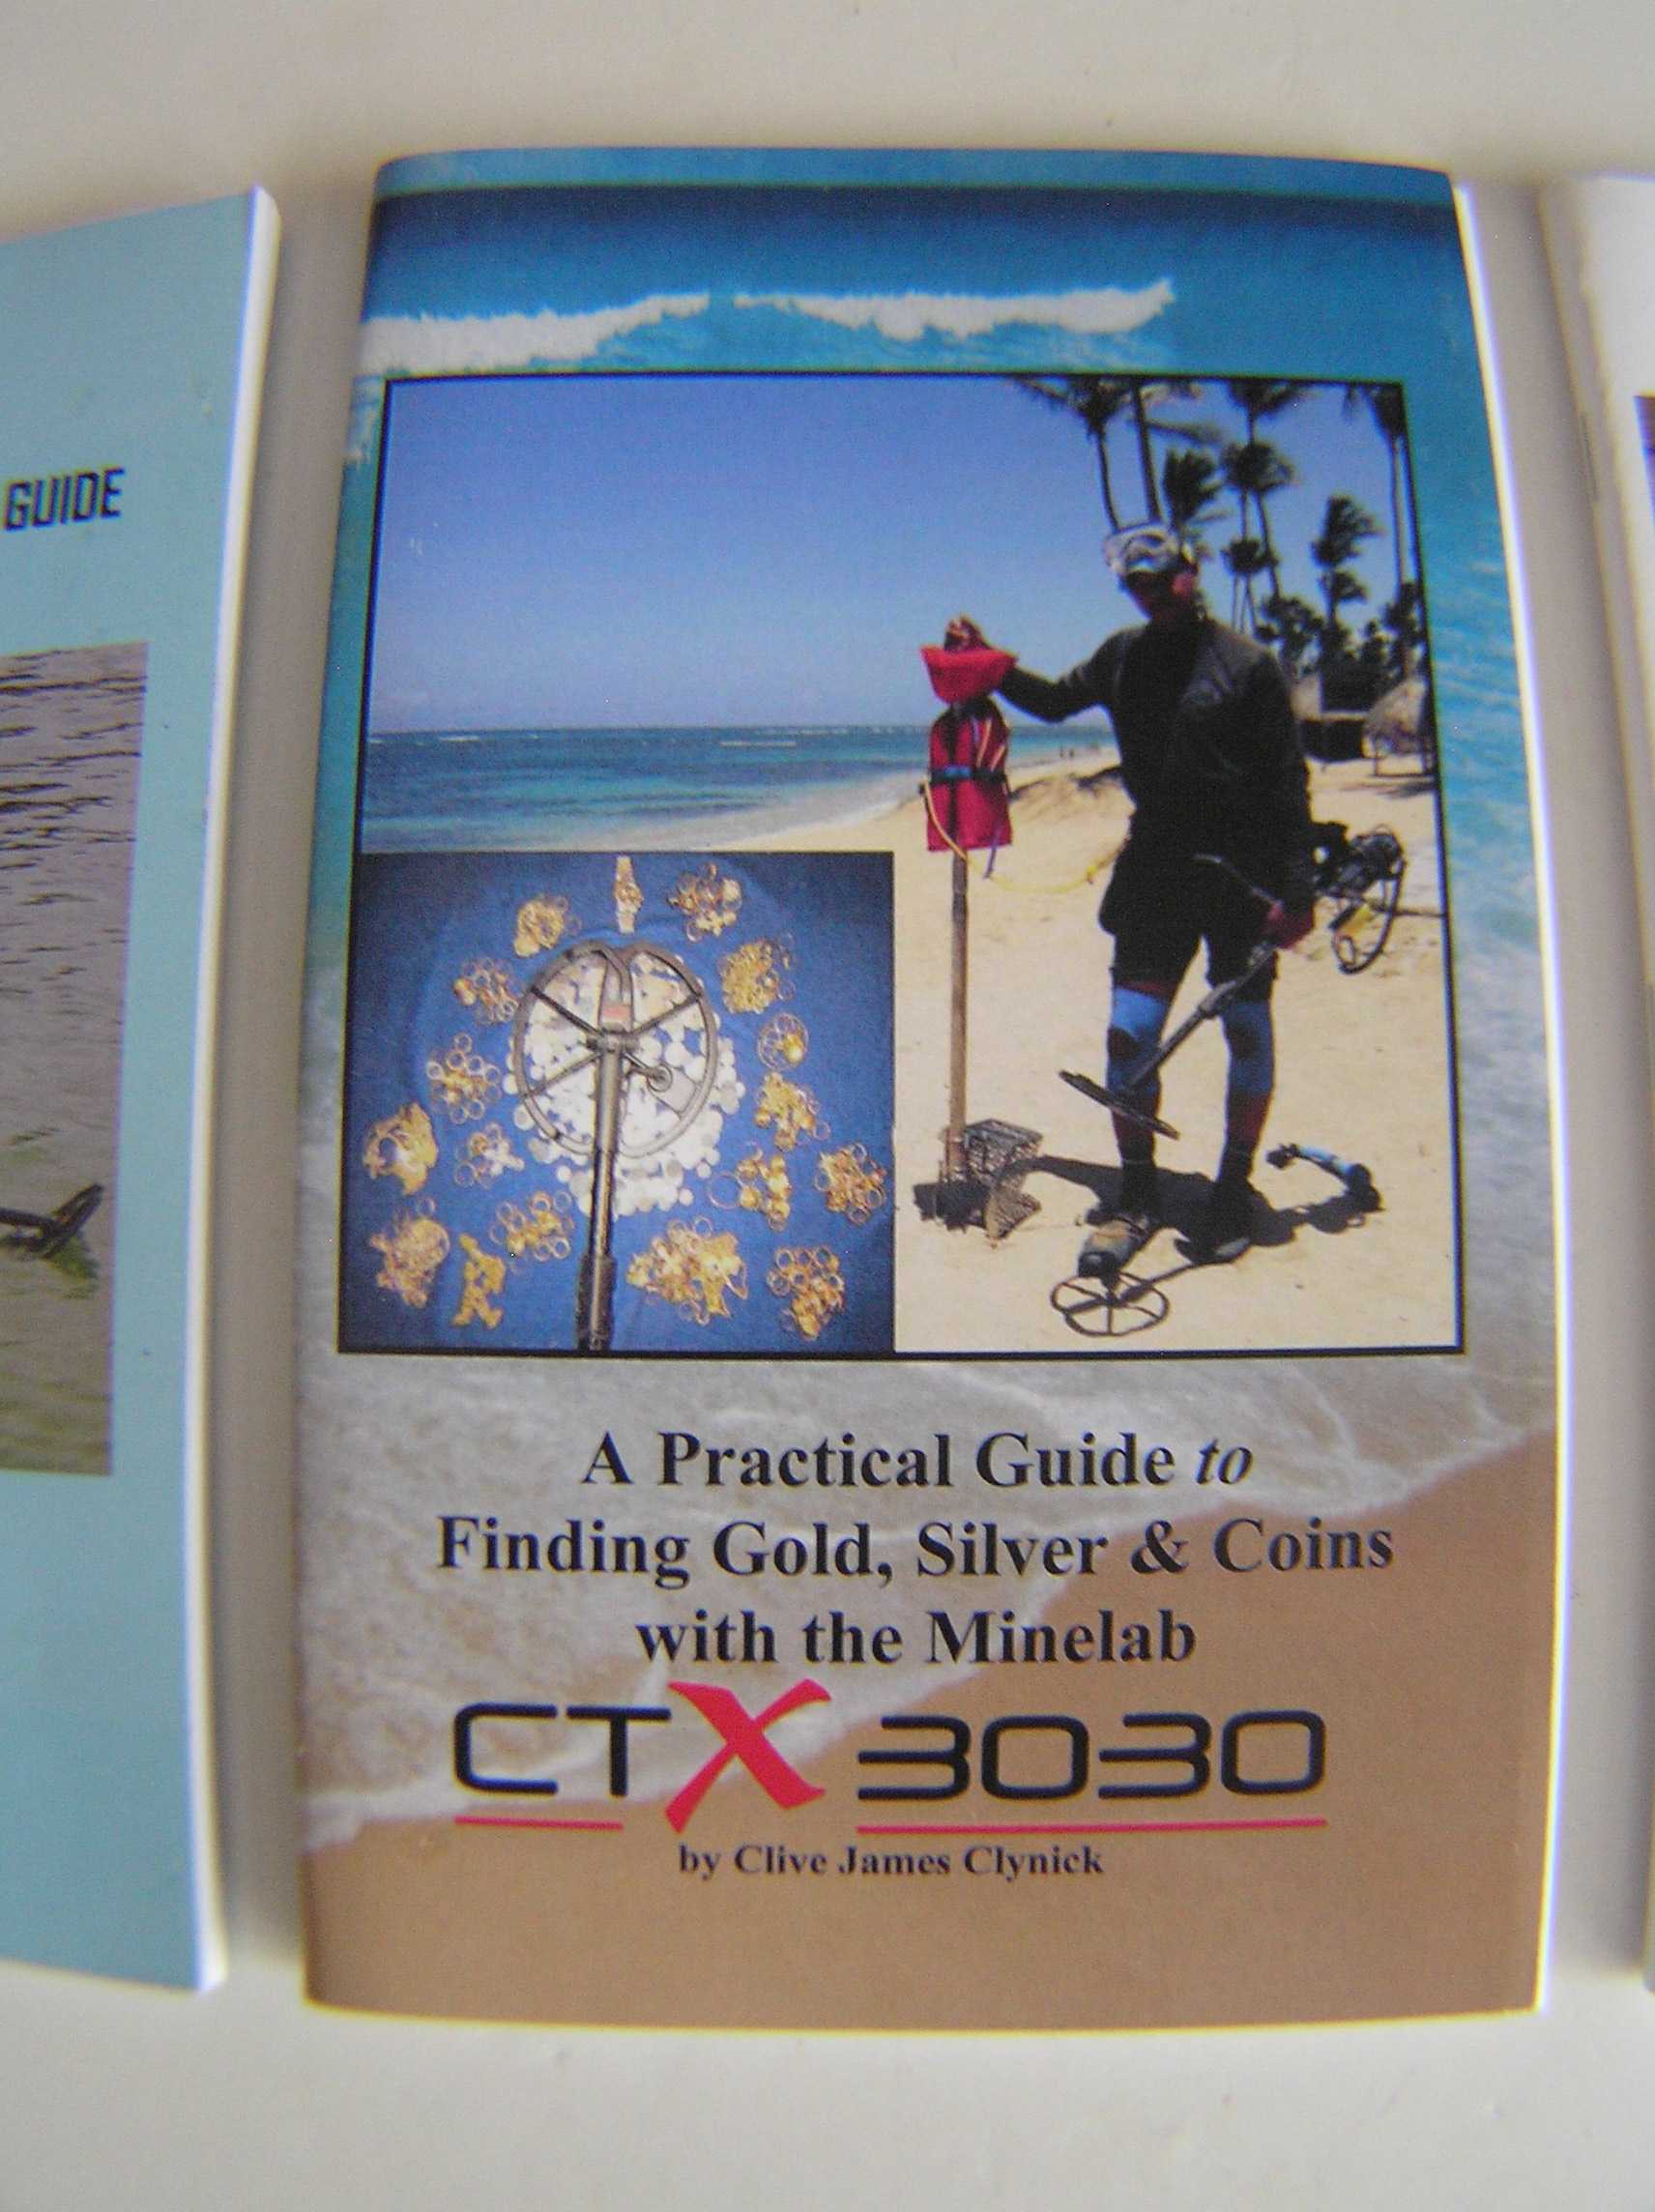 GUIDE
A Practical Guide to
Finding Gold, Silver & Coins
with the Minelab
CTX 3030
by Clive James Clynick